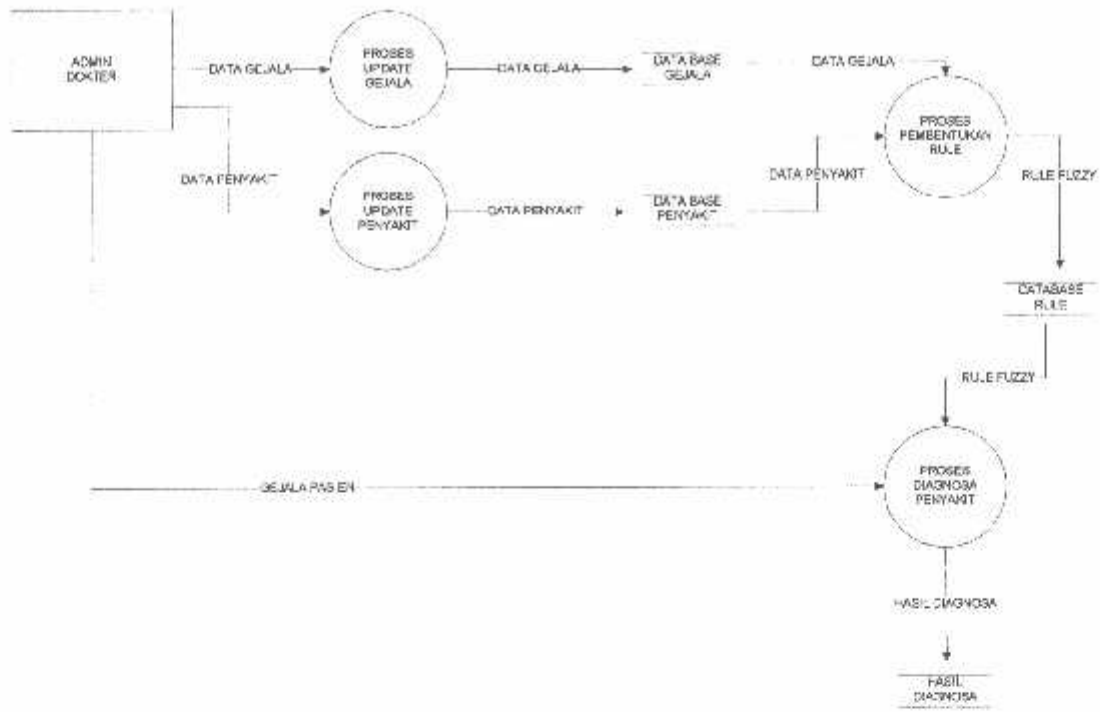 ADMIN
DOKTER
DATA GEJALA
PROSES
UPDATE
GEJALA
DATA GEJALA
DATA BASE
GEJALA
DATA GEJALA
PROSES
PEMBENTUKAN
RULE
DATA PENYAKIT
PROSES
UPDATE
PENYAKIT
DATA PENYAKIT
DATA BASE
PENYAKIT
DATA PENYAKIT
RULE FUZZY
DATABASE
RULE
RULE FUZZY
GEJALA PASIEN
PROSES
DIAGNOSA
PENYAKIT
HASIL DIAGNOSA
HASIL
DIAGNOSA